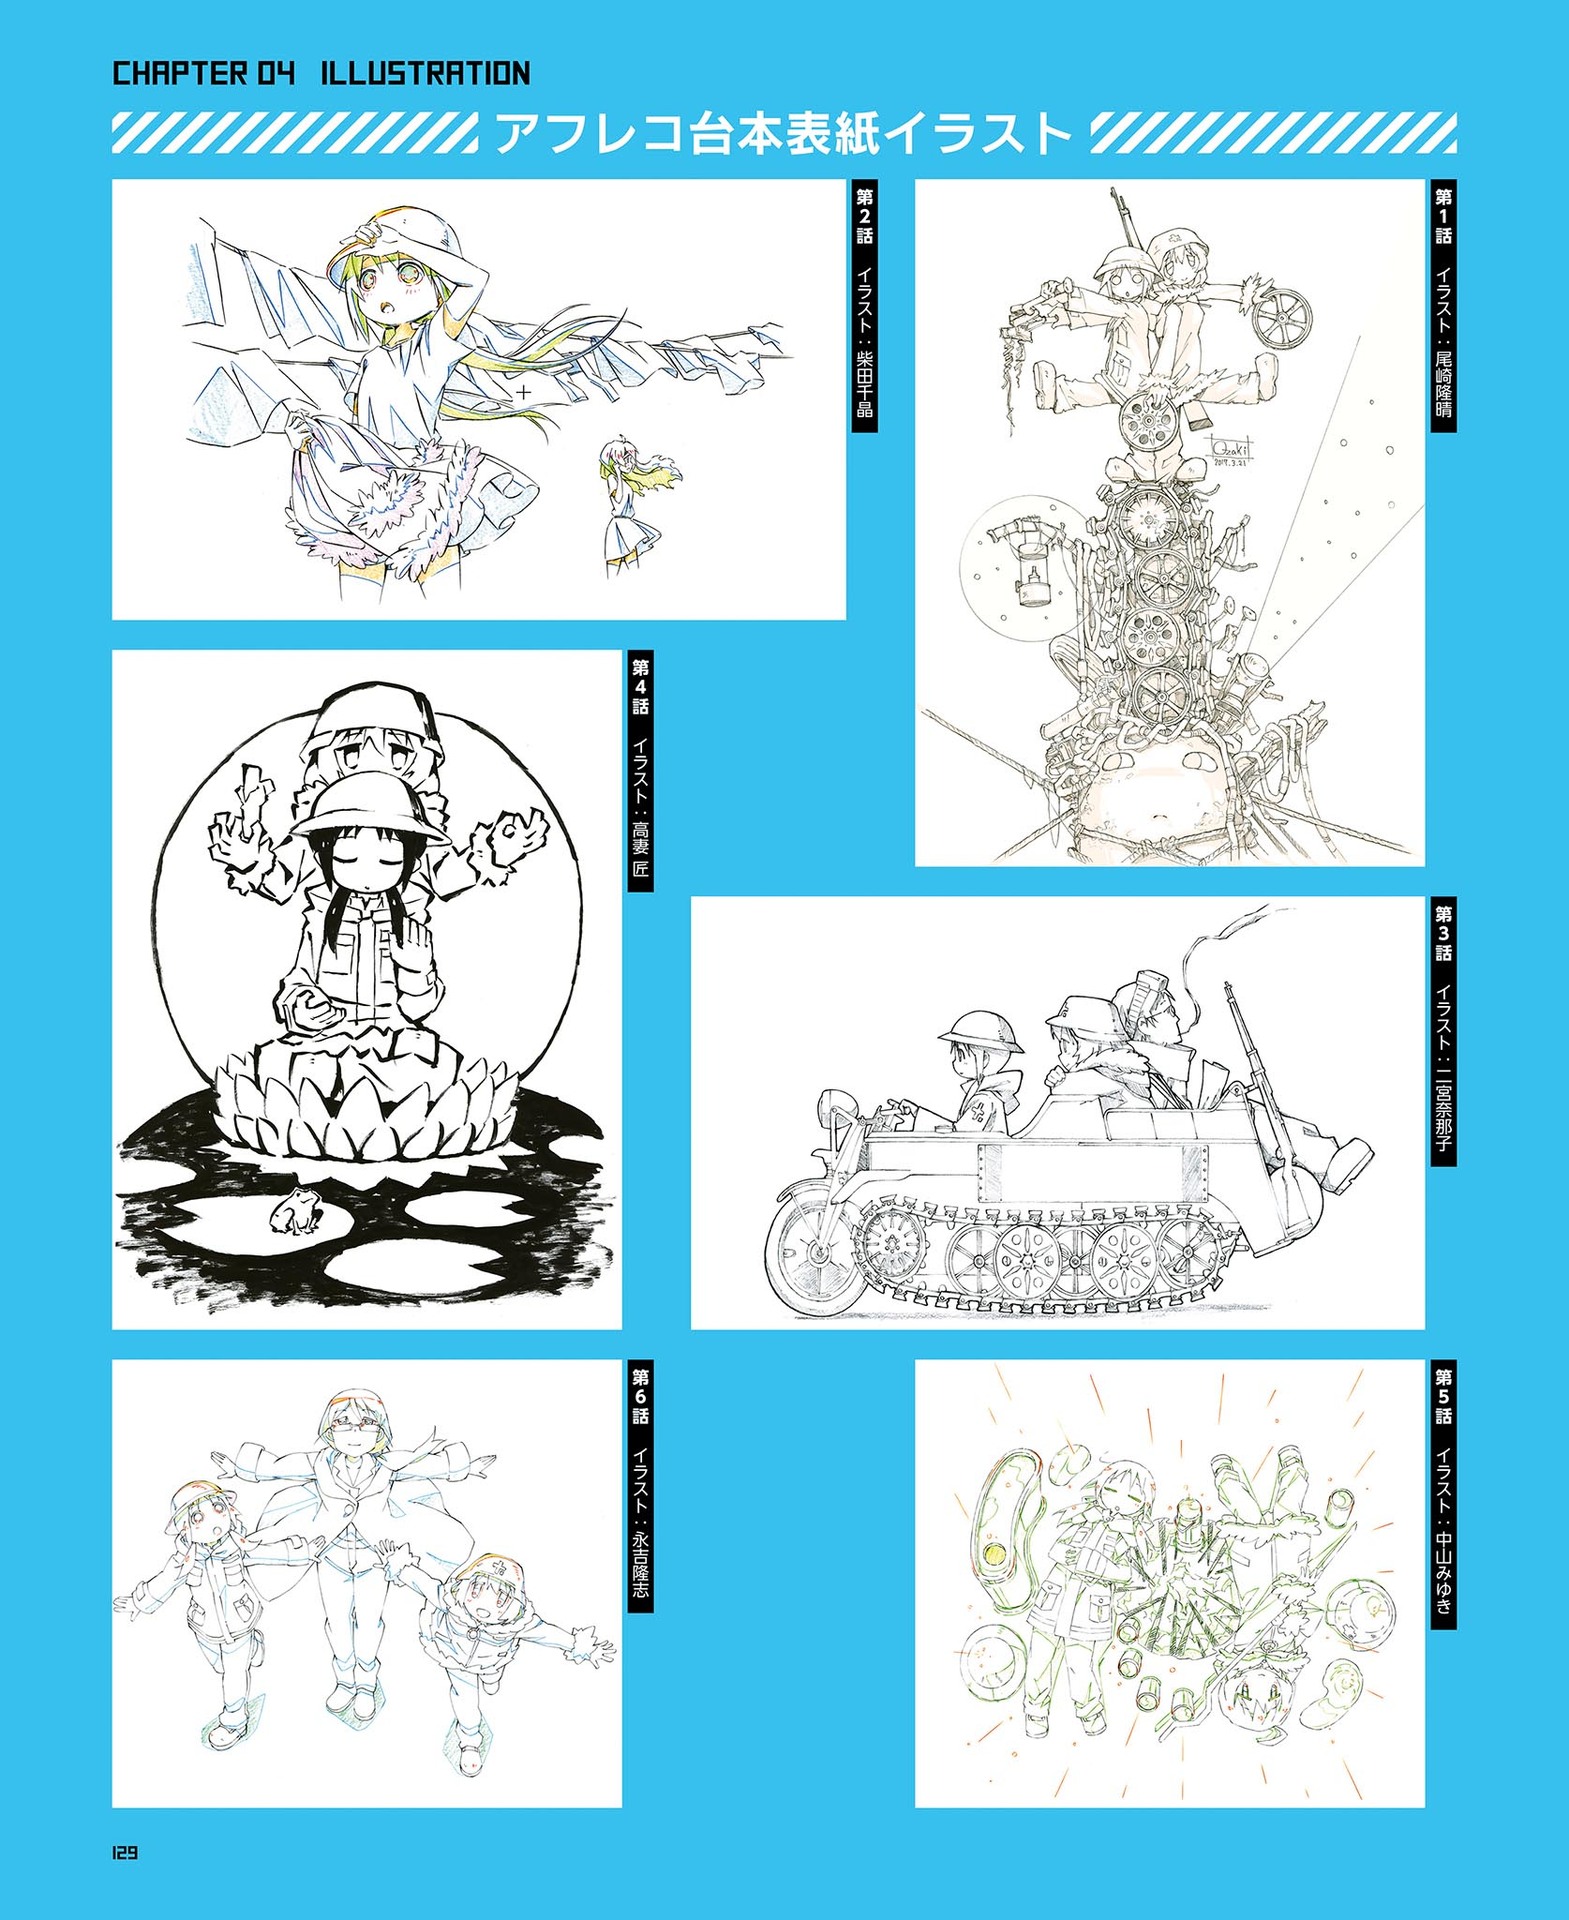 CHAPTER 04 ILLUSTRATION
アフレコ台本表紙イラスト
第1話 イラスト：尾崎隆晴
Ozaki
2017.3.21
第2話 イラスト：柴田千晶
第3話 イラスト：二宮奈那子
第4話 イラスト：高妻 匠
第5話 イラスト：中山みゆき
第6話 イラスト：永吉隆志
129